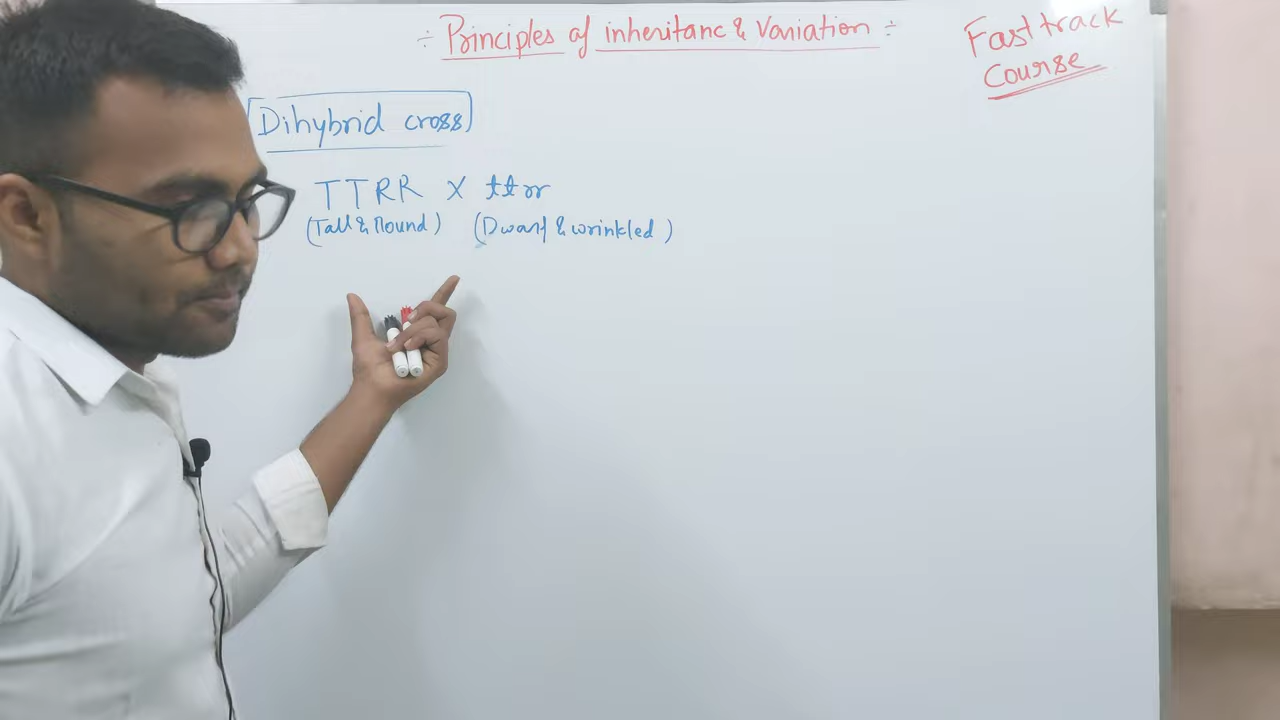 ÷ Principles of inheritanc & Variation ÷
Fast track
Course
Dihybrid cross
TTRR X ttrr
(Tall & Round) (Dwarf & wrinkled)